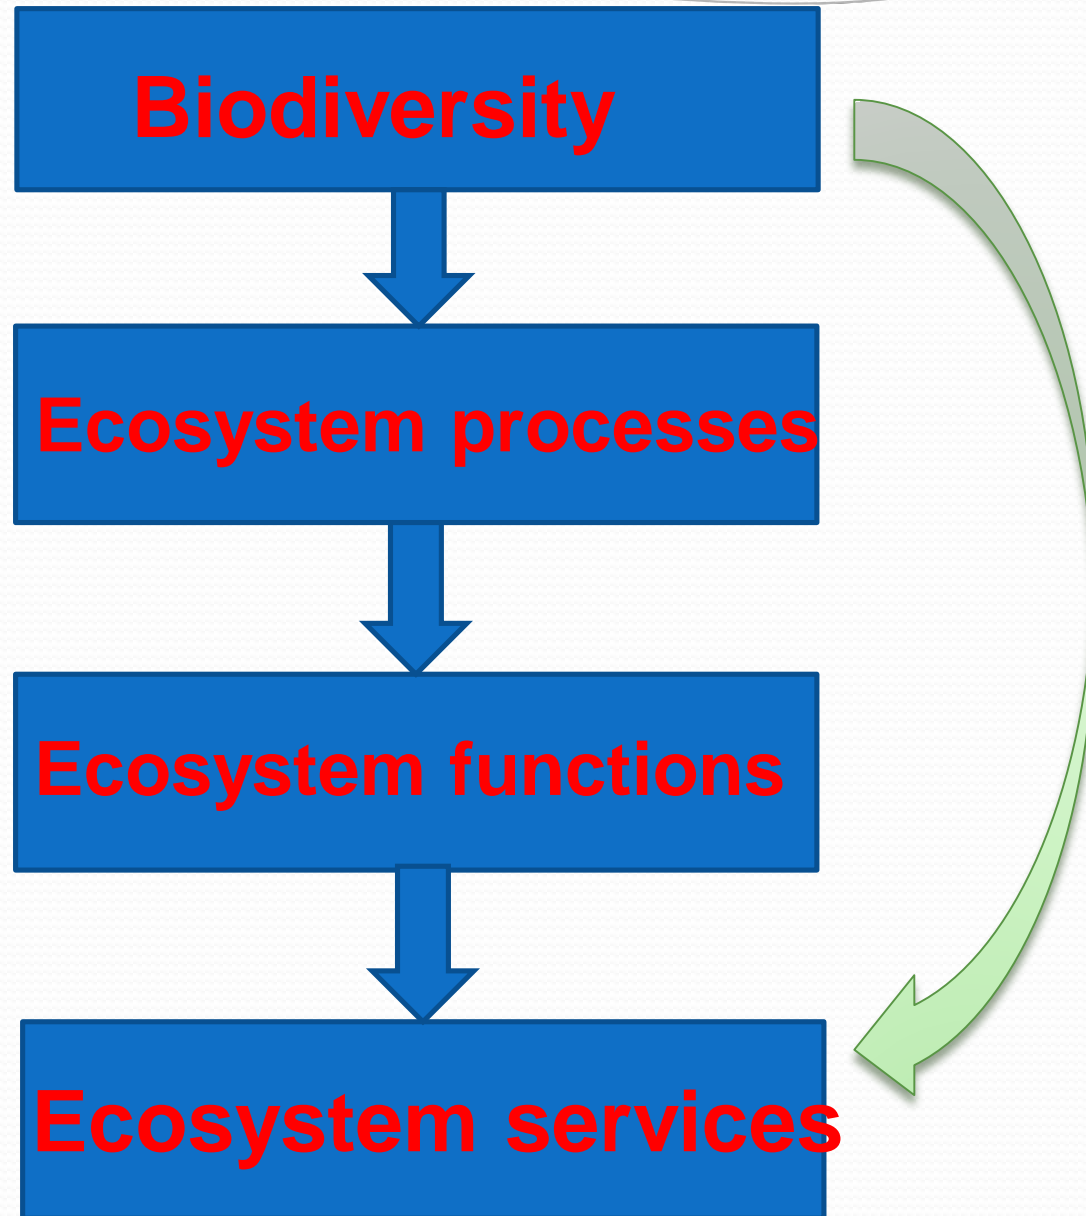 Biodiversity
Ecosystem processes
Ecosystem functions
Ecosystem services